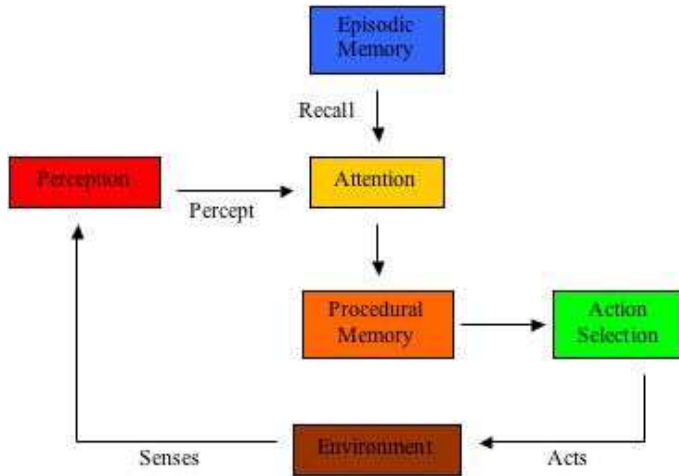 Episodic
Memory
Recall
Perception
Attention
Percept
Procedural
Memory
Action
Selection
Senses
Environment
Acts